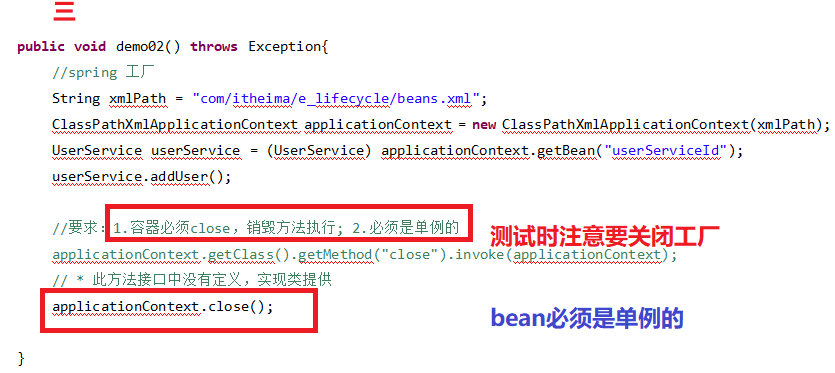 三
public void demo02() throws Exception{
//spring 工厂
String xmlPath = "com/itheima/e_lifecycle/beans.xml";
ClassPathXmlApplicationContext applicationContext = new ClassPathXmlApplicationContext(xmlPath);
UserService userService = (UserService) applicationContext.getBean("userServiceId");
userService.addUser();
//要求：1.容器必须close，销毁方法执行; 2.必须是单例的
测试时注意要关闭工厂
applicationContext.getClass().getMethod("close").invoke(applicationContext);
// * 此方法接口中没有定义，实现类提供
applicationContext.close();
bean必须是单例的
}